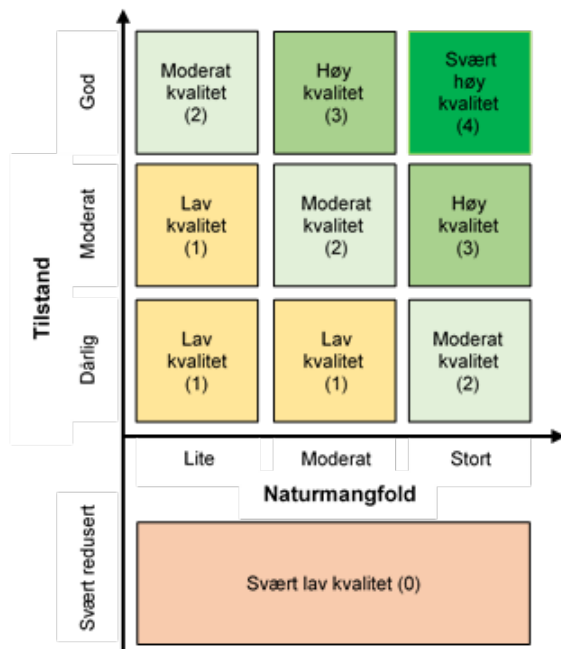 Tilstand
God
Moderat
kvalitet
(2)
Høy
kvalitet
(3)
Svært
høy
kvalitet
(4)
Moderat
Lav
kvalitet
(1)
Moderat
kvalitet
(2)
Høy
kvalitet
(3)
Dårlig
Lav
kvalitet
(1)
Lav
kvalitet
(1)
Moderat
kvalitet
(2)
Lite
Moderat
Stort
Naturmangfold
Svært redusert
Svært lav kvalitet (0)